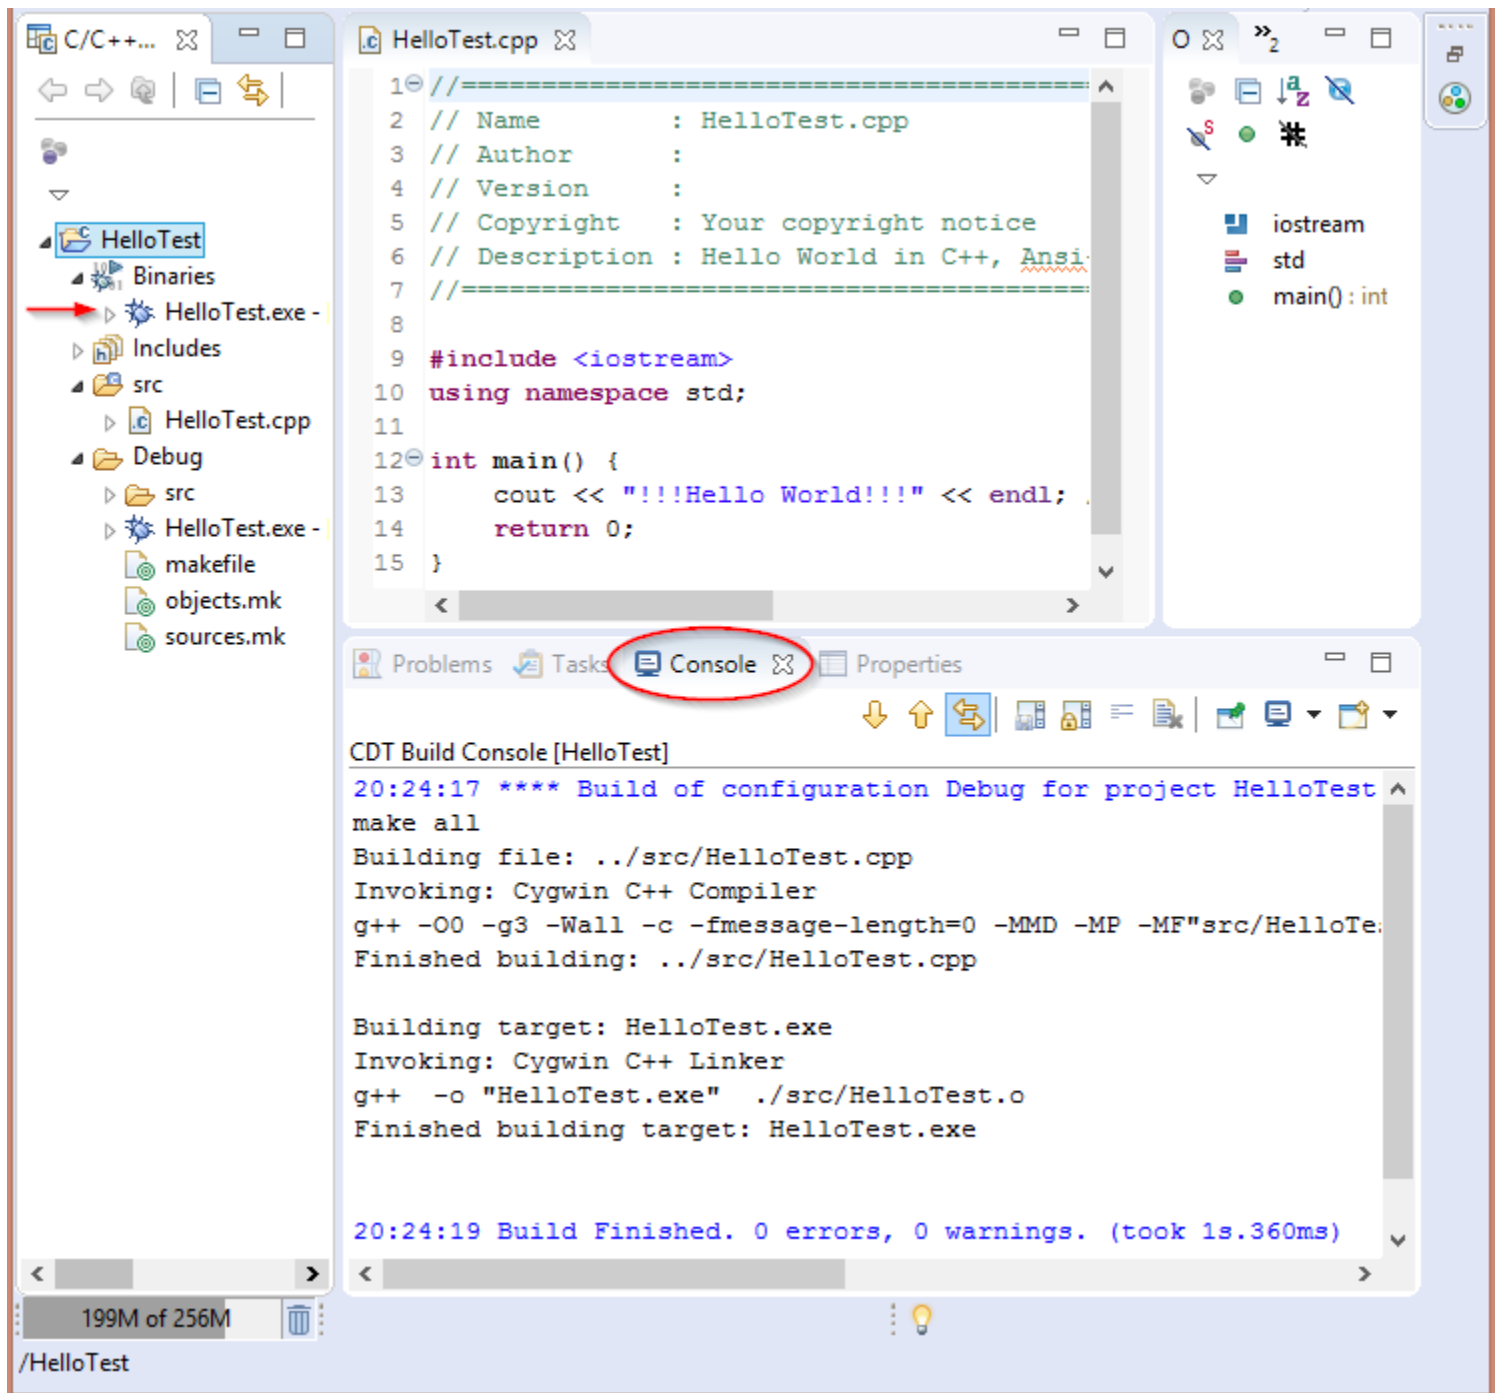 C/C++...
HelloTest
Binaries
HelloTest.exe -
Includes
src
HelloTest.cpp
Debug
src
HelloTest.exe -
makefile
objects.mk
sources.mk
HelloTest.cpp
1 //=======================================
2 // Name        : HelloTest.cpp
3 // Author      :
4 // Version     :
5 // Copyright   : Your copyright notice
6 // Description : Hello World in C++, Ansi
7 //=======================================
8
9 #include <iostream>
10 using namespace std;
11
12 int main() {
13     cout << "!!!Hello World!!!" << endl;
14     return 0;
15 }
O
»2
iostream
std
main() : int
Problems
Tasks
Console
Properties
CDT Build Console [HelloTest]
20:24:17 **** Build of configuration Debug for project HelloTest
make all
Building file: ../src/HelloTest.cpp
Invoking: Cygwin C++ Compiler
g++ -O0 -g3 -Wall -c -fmessage-length=0 -MMD -MP -MF"src/HelloTe
Finished building: ../src/HelloTest.cpp
Building target: HelloTest.exe
Invoking: Cygwin C++ Linker
g++  -o "HelloTest.exe"  ./src/HelloTest.o
Finished building target: HelloTest.exe
20:24:19 Build Finished. 0 errors, 0 warnings. (took 1s.360ms)
199M of 256M
/HelloTest